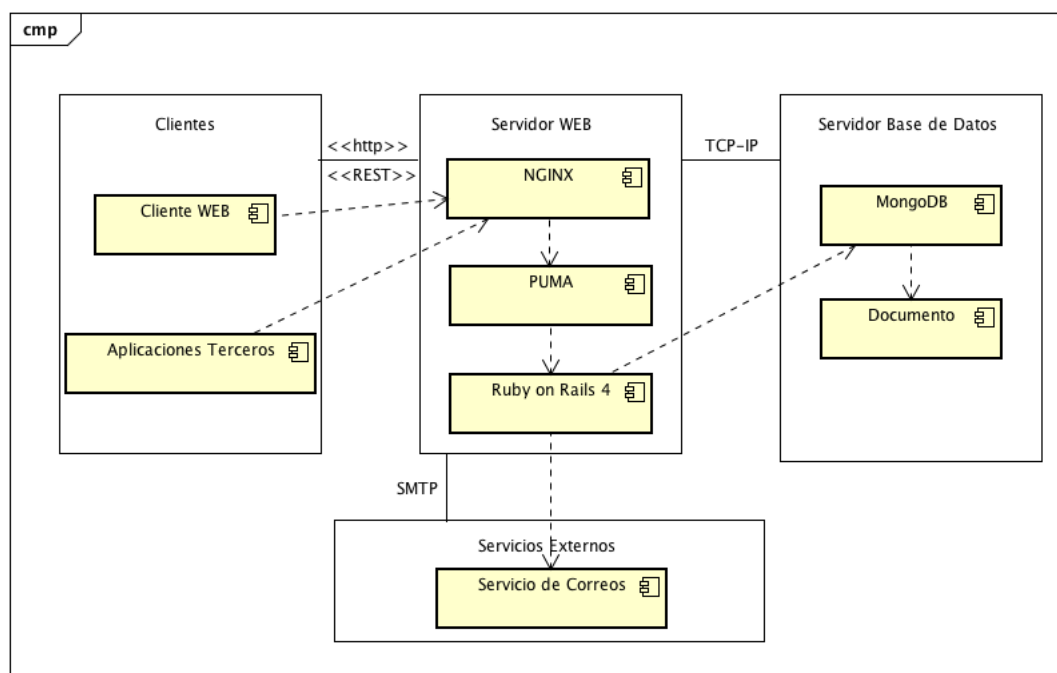 cmp
Clientes
Cliente WEB
Aplicaciones Terceros
<<http>>
<<REST>>
Servidor WEB
NGINX
PUMA
Ruby on Rails 4
TCP-IP
Servidor Base de Datos
MongoDB
Documento
SMTP
Servicios Externos
Servicio de Correos